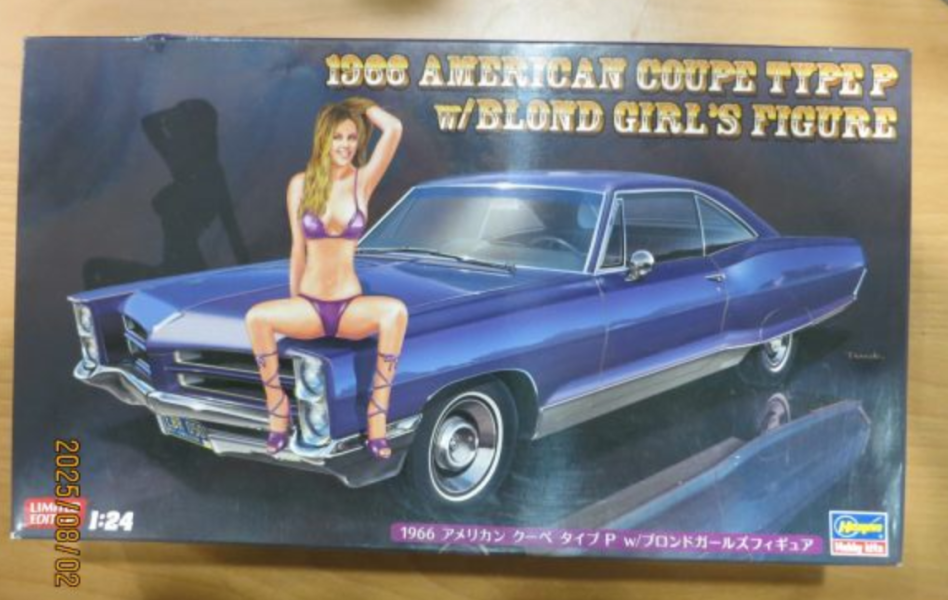 1966 AMERICAN COUPE TYPE P
w/BLOND GIRL'S FIGURE
LIMITED
EDITION
1:24
1966 アメリカン クーペ タイプ P w/ブロンドガールズフィギュア
Hasegawa
Hobby kits
2025/08/02